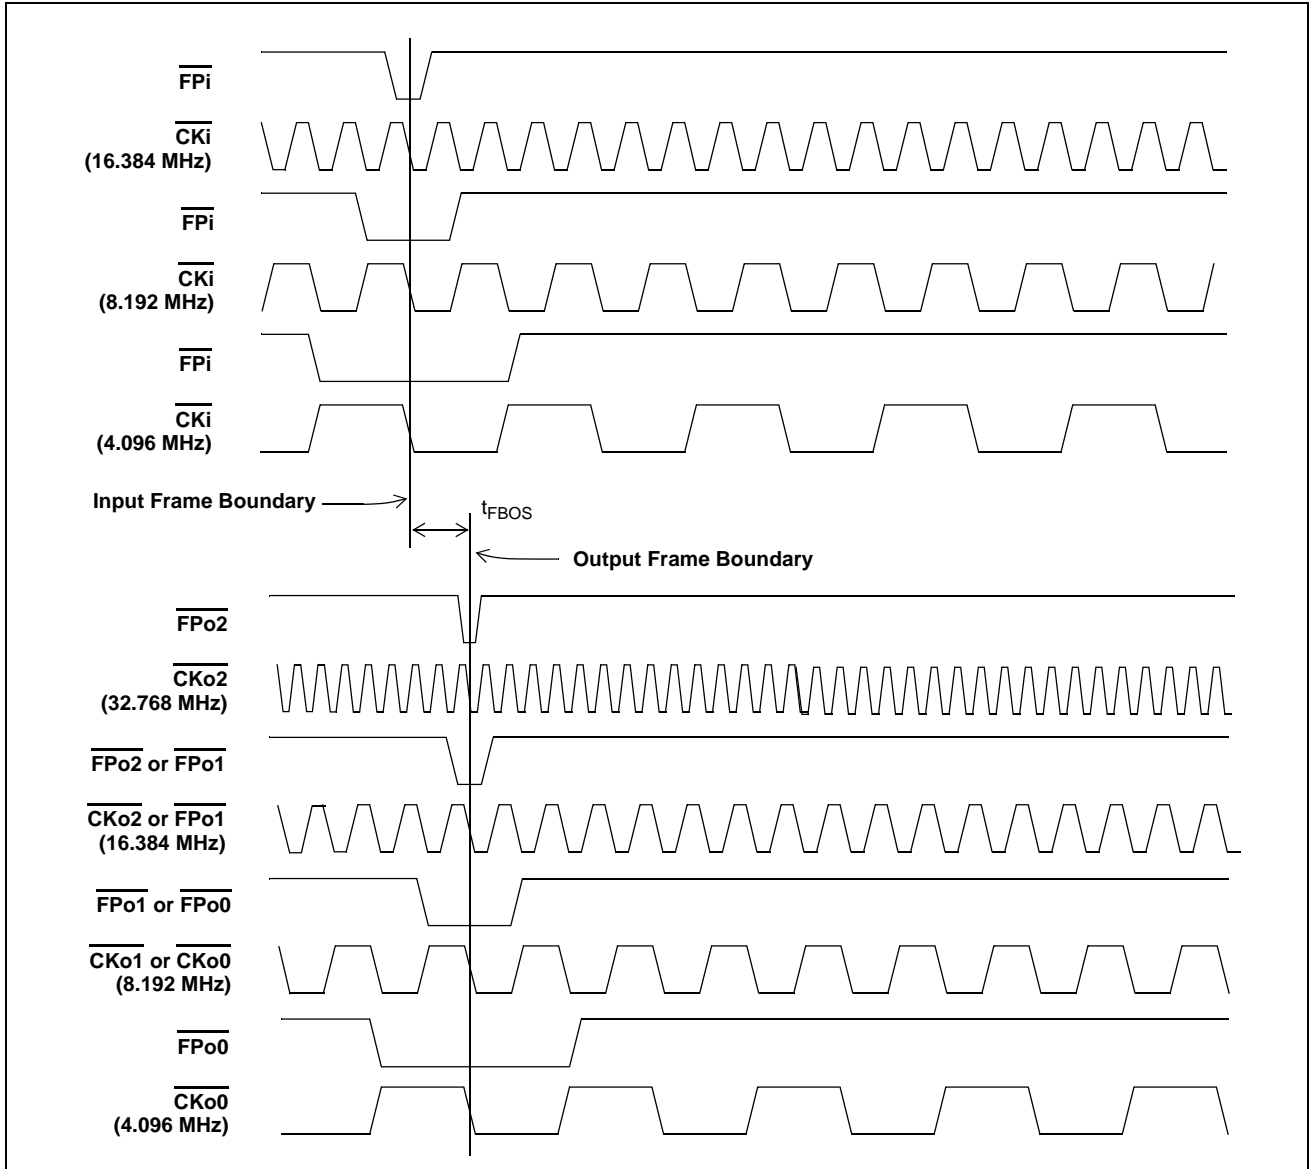 FPi
CKi
(16.384 MHz)
FPi
CKi
(8.192 MHz)
FPi
CKi
(4.096 MHz)
Input Frame Boundary
tFBOS
Output Frame Boundary
FPo2
CKo2
(32.768 MHz)
FPo2 or FPo1
CKo2 or FPo1
(16.384 MHz)
FPo1 or FPo0
CKo1 or CKo0
(8.192 MHz)
FPo0
CKo0
(4.096 MHz)